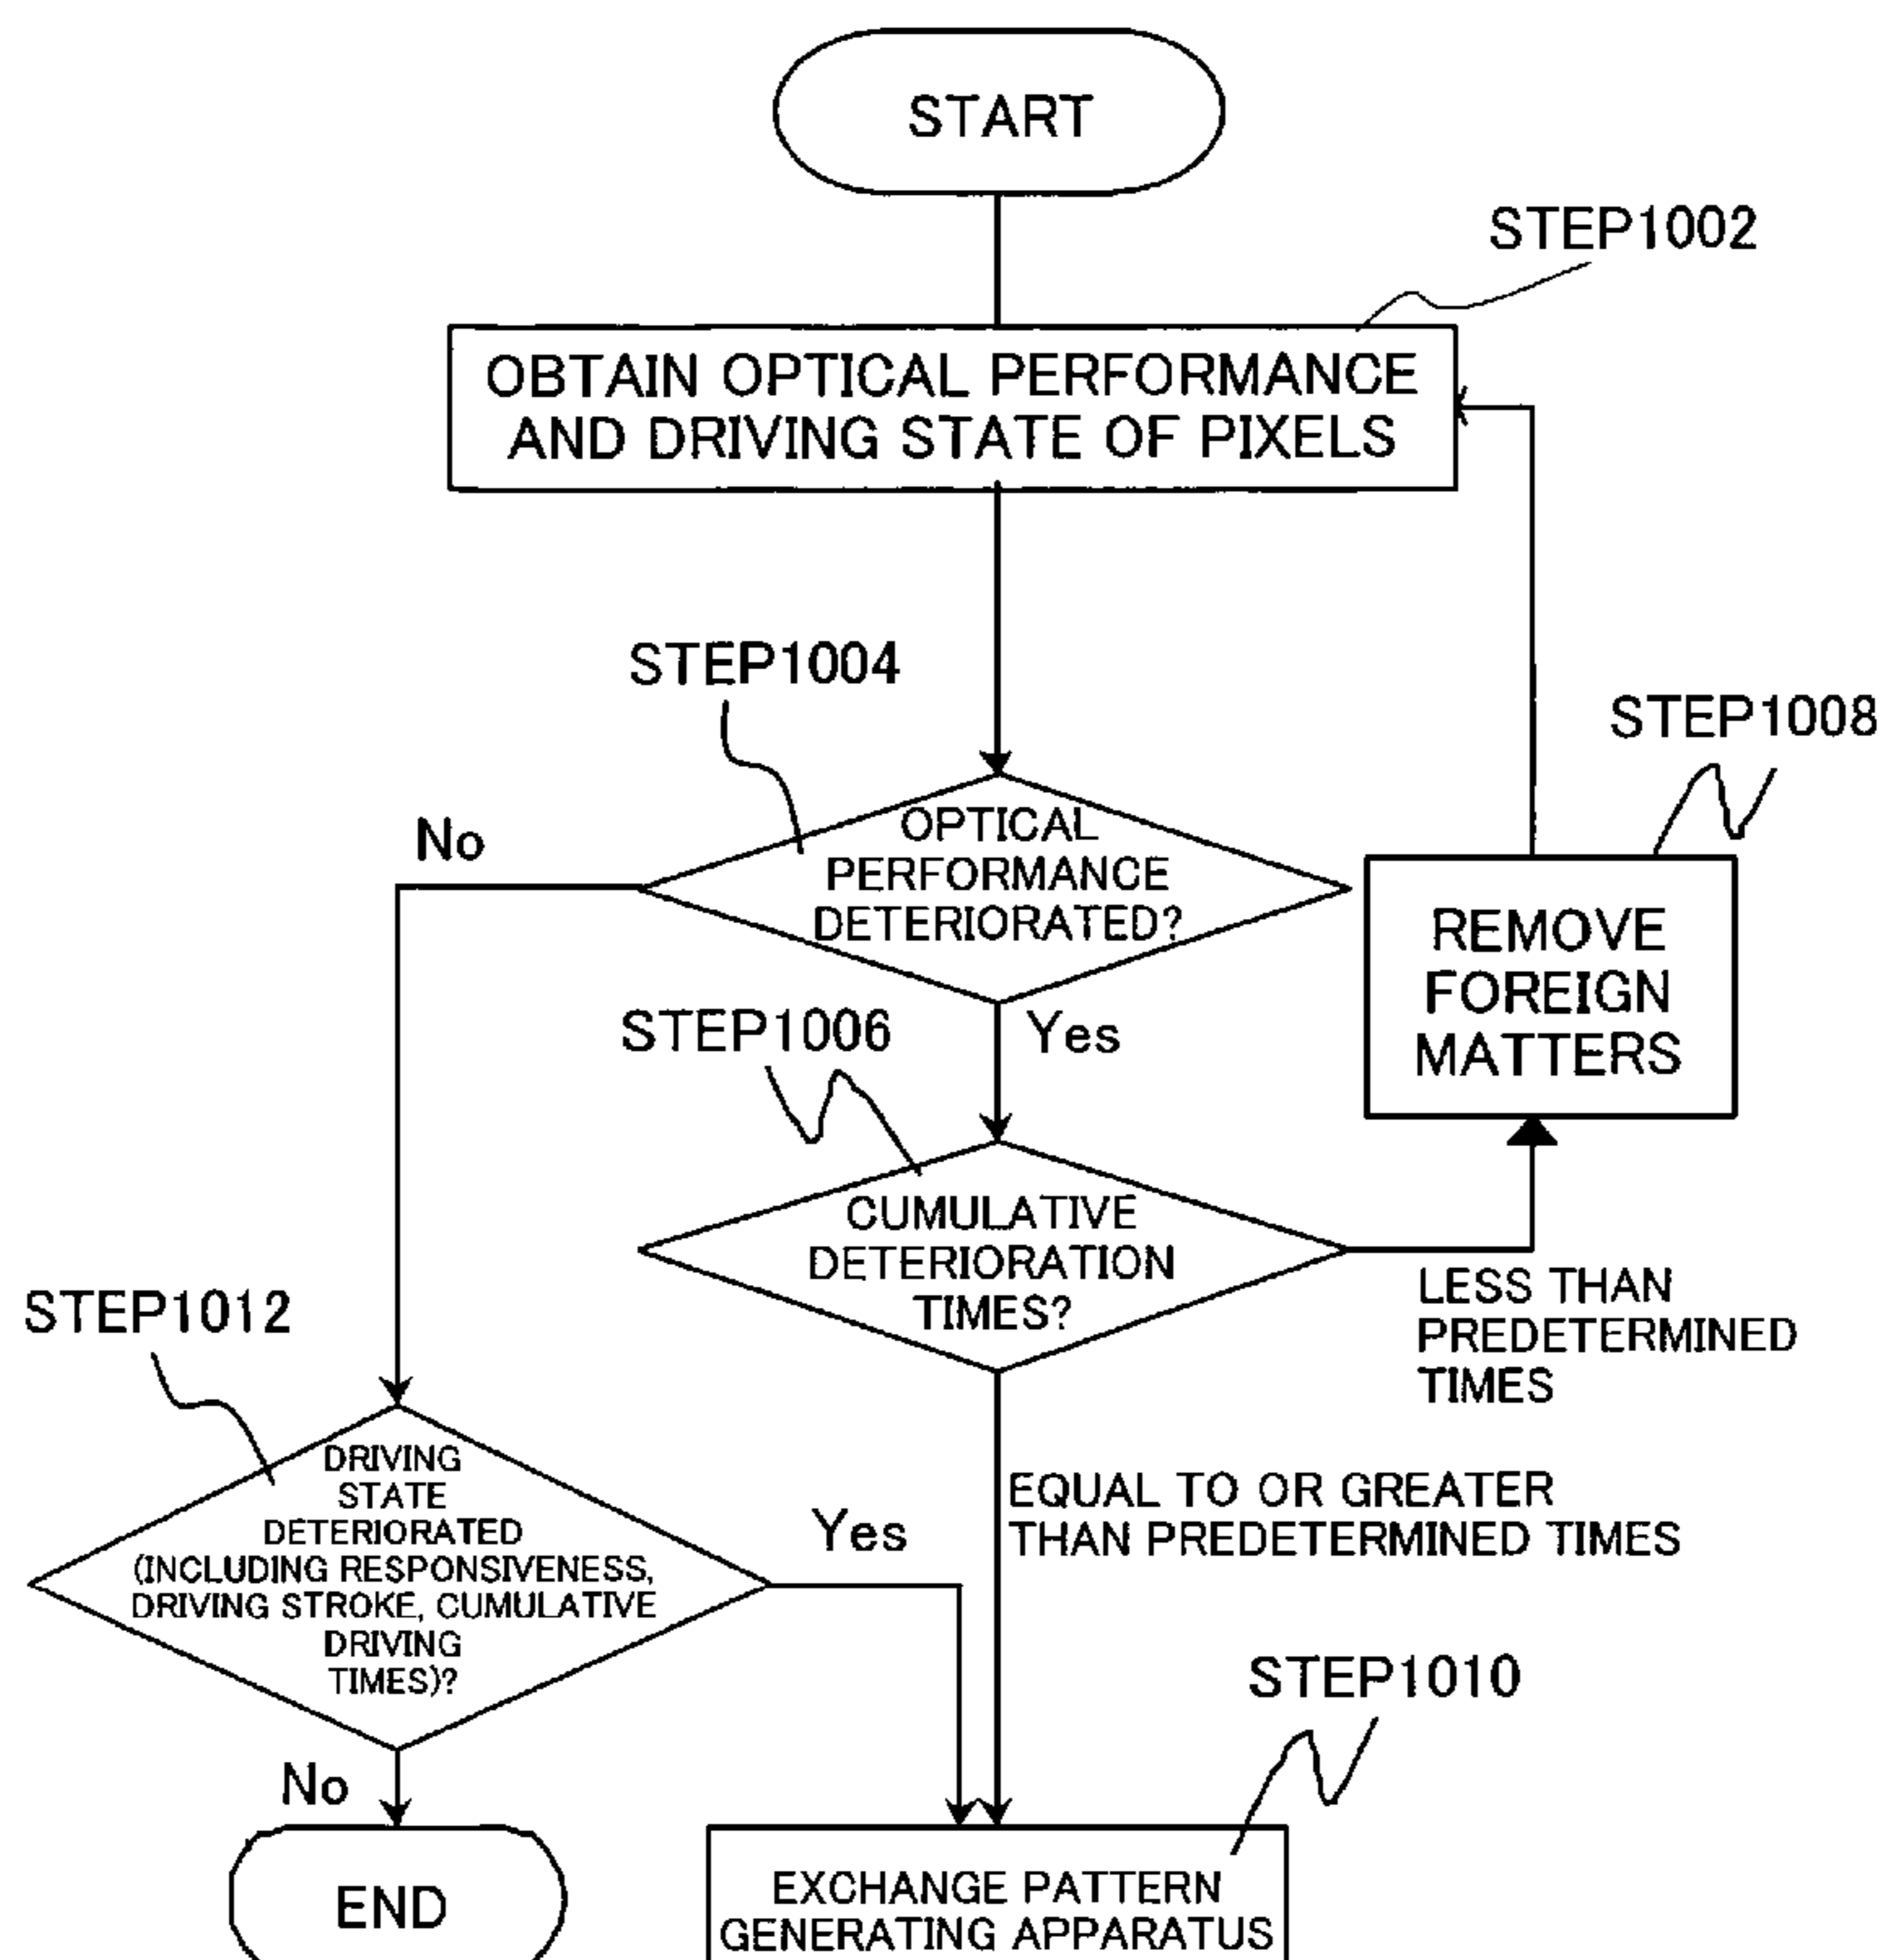 START
STEP1002
OBTAIN OPTICAL PERFORMANCE
AND DRIVING STATE OF PIXELS
STEP1004
STEP1008
No
OPTICAL
PERFORMANCE
DETERIORATED?
REMOVE
FOREIGN
MATTERS
STEP1006
Yes
CUMULATIVE
DETERIORATION
TIMES?
LESS THAN
PREDETERMINED
TIMES
STEP1012
DRIVING
STATE
DETERIORATED
(INCLUDING RESPONSIVENESS,
DRIVING STROKE, CUMULATIVE
DRIVING
TIMES)?
Yes
EQUAL TO OR GREATER
THAN PREDETERMINED TIMES
STEP1010
No
END
EXCHANGE PATTERN
GENERATING APPARATUS